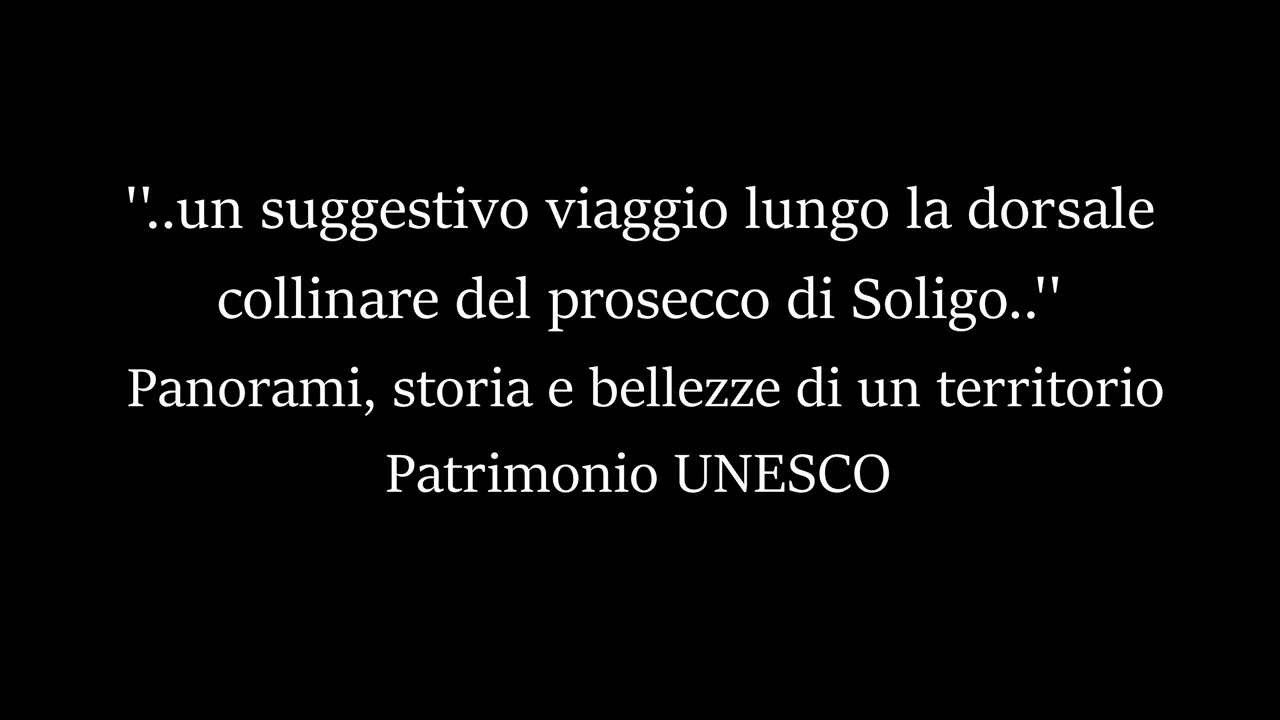 "..un suggestivo viaggio lungo la dorsale
collinare del prosecco di Soligo.."
Panorami, storia e bellezze di un territorio
Patrimonio UNESCO